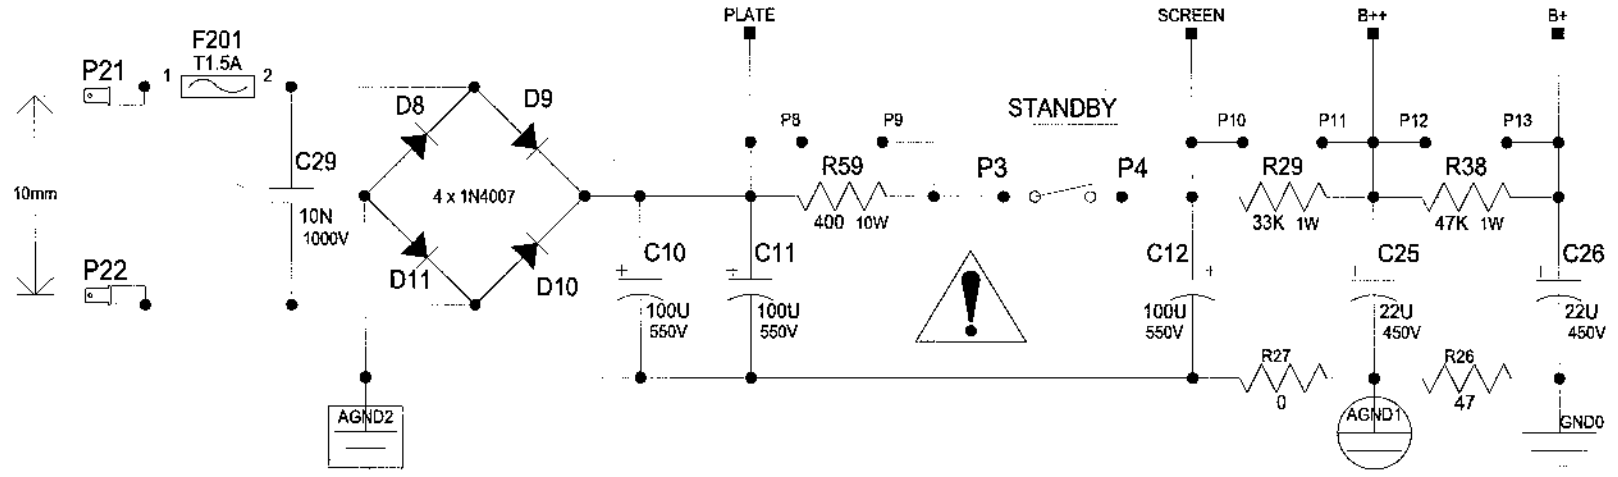 PLATE
SCREEN
B++
B+
F201
T1.5A
P21
1
2
D8
D9
STANDBY
P8
P9
P10
P11
P12
P13
C29
R59
P3
P4
R29
R38
10mm
4 x 1N4007
10N
1000V
400 10W
33K 1W
47K 1W
P22
D11
D10
C10
C11
C12
C25
C26
+
+
+
+
+
!
100U
550V
100U
550V
100U
550V
22U
450V
22U
450V
R27
0
R26
47
AGND2
AGND1
GND0